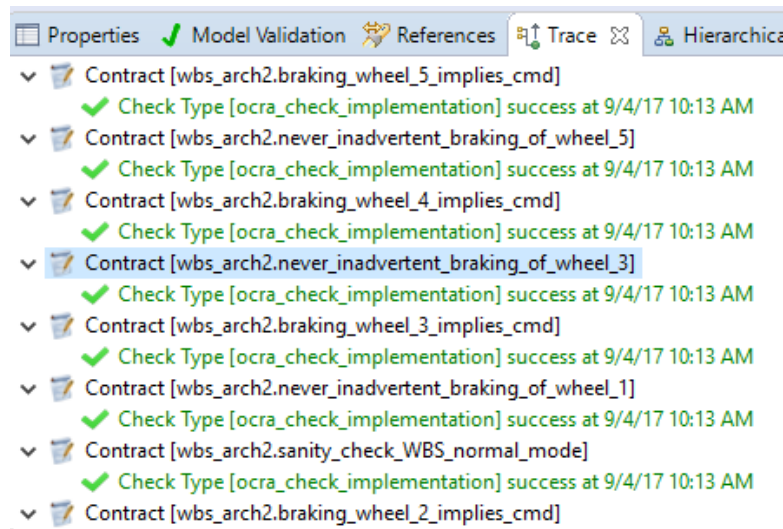 Properties Model Validation References Trace Hierarchica
Contract [wbs_arch2.braking_wheel_5_implies_cmd]
Check Type [ocra_check_implementation] success at 9/4/17 10:13 AM
Contract [wbs_arch2.never_inadvertent_braking_of_wheel_5]
Check Type [ocra_check_implementation] success at 9/4/17 10:13 AM
Contract [wbs_arch2.braking_wheel_4_implies_cmd]
Check Type [ocra_check_implementation] success at 9/4/17 10:13 AM
Contract [wbs_arch2.never_inadvertent_braking_of_wheel_3]
Check Type [ocra_check_implementation] success at 9/4/17 10:13 AM
Contract [wbs_arch2.braking_wheel_3_implies_cmd]
Check Type [ocra_check_implementation] success at 9/4/17 10:13 AM
Contract [wbs_arch2.never_inadvertent_braking_of_wheel_1]
Check Type [ocra_check_implementation] success at 9/4/17 10:13 AM
Contract [wbs_arch2.sanity_check_WBS_normal_mode]
Check Type [ocra_check_implementation] success at 9/4/17 10:13 AM
Contract [wbs_arch2.braking_wheel_2_implies_cmd]